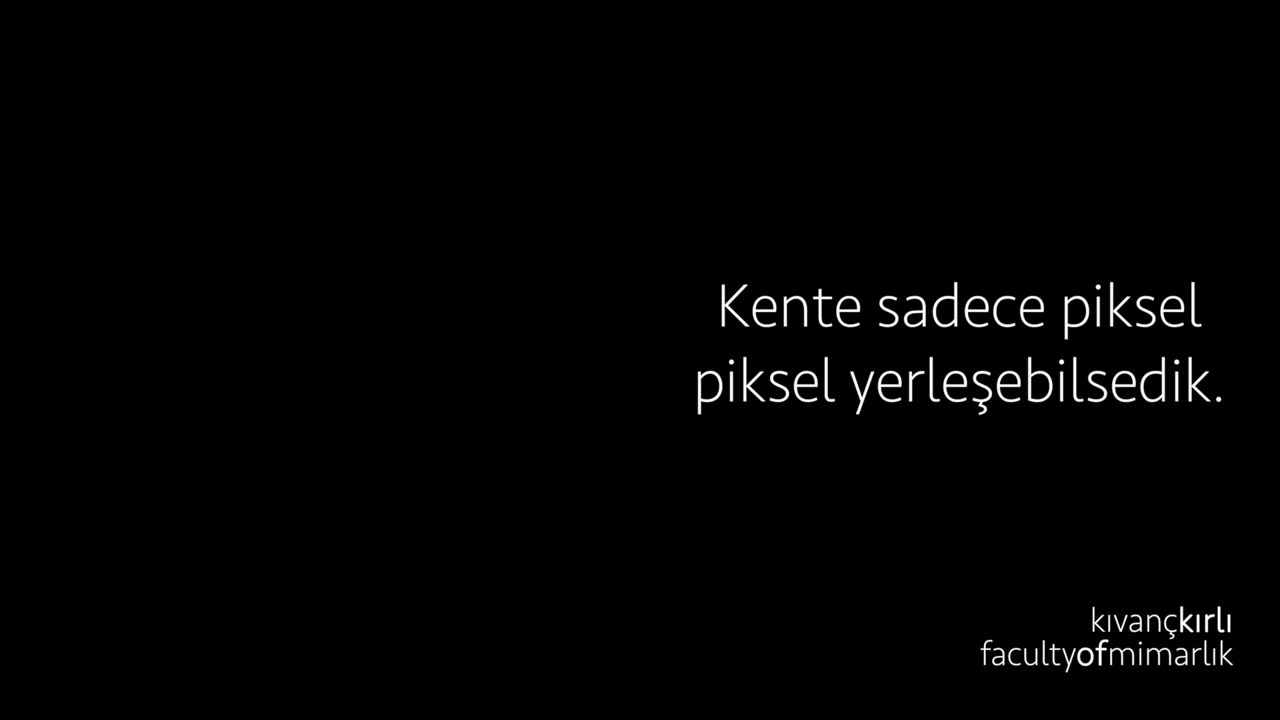 Kente sadece piksel
piksel yerleşebilsedik.
kıvançkırlı
facultyofmimarlık